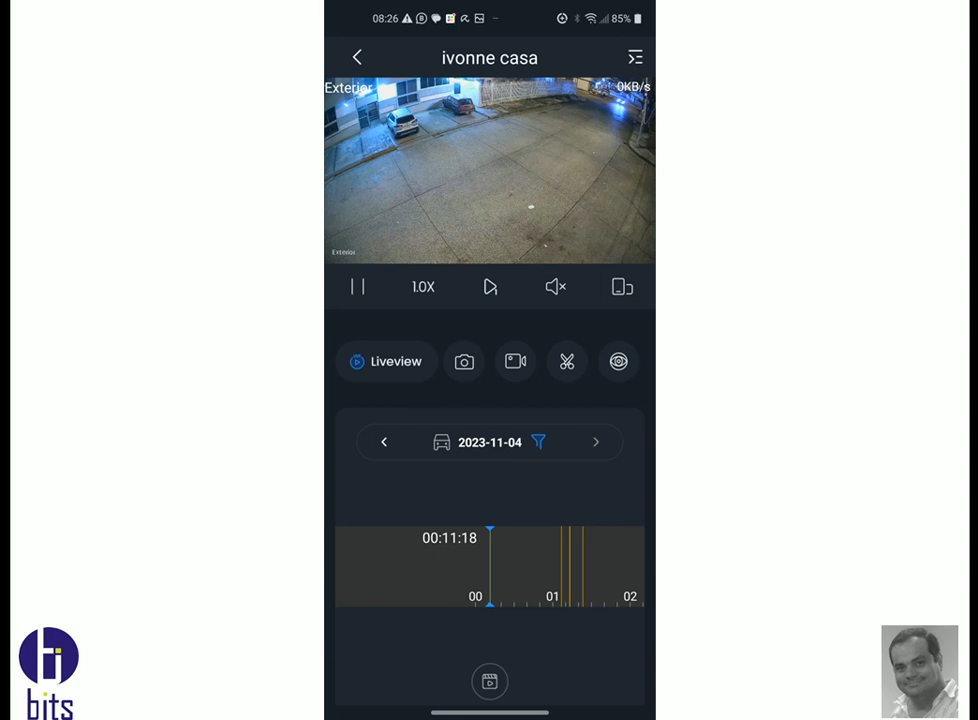 08:26
85%
ivonne casa
Exterior
0KB/s
Exterior
1.0X
Liveview
2023-11-04
00:11:18
00
01
02
bits